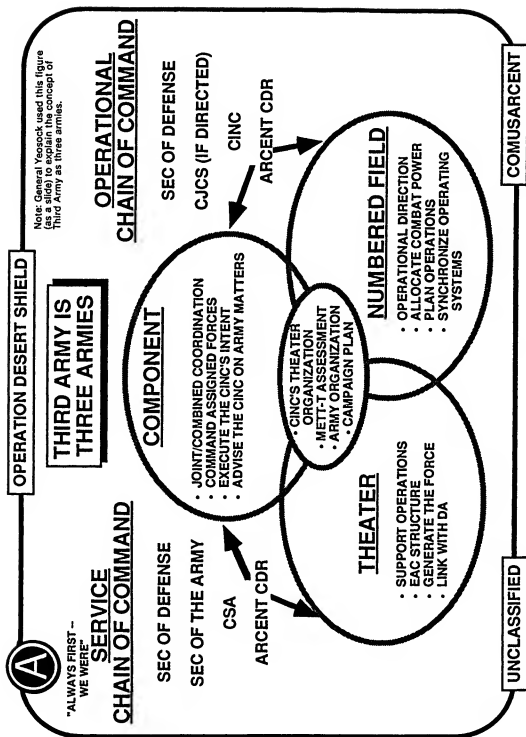 OPERATION DESERT SHIELD
A
"ALWAYS FIRST –
WE WERE"
THIRD ARMY IS
THREE ARMIES
Note: General Yeosock used this figure
(as a slide) to explain the concept of
Third Army as three armies.
SERVICE
CHAIN OF COMMAND
SEC OF DEFENSE
SEC OF THE ARMY
CSA
ARCENT CDR
OPERATIONAL
CHAIN OF COMMAND
SEC OF DEFENSE
CJCS (IF DIRECTED)
CINC
ARCENT CDR
COMPONENT
· JOINT/COMBINED COORDINATION
· COMMAND ASSIGNED FORCES
· EXECUTE THE CINC'S INTENT
· ADVISE THE CINC ON ARMY MATTERS
· CINC'S THEATER
ORGANIZATION
· METT-T ASSESSMENT
· ARMY ORGANIZATION
· CAMPAIGN PLAN
THEATER
· SUPPORT OPERATIONS
· EAC STRUCTURE
· GENERATE THE FORCE
· LINK WITH DA
NUMBERED FIELD
· OPERATIONAL DIRECTION
· ALLOCATE COMBAT POWER
· PLAN OPERATIONS
· SYNCHRONIZE OPERATING
SYSTEMS
UNCLASSIFIED
COMUSARCENT